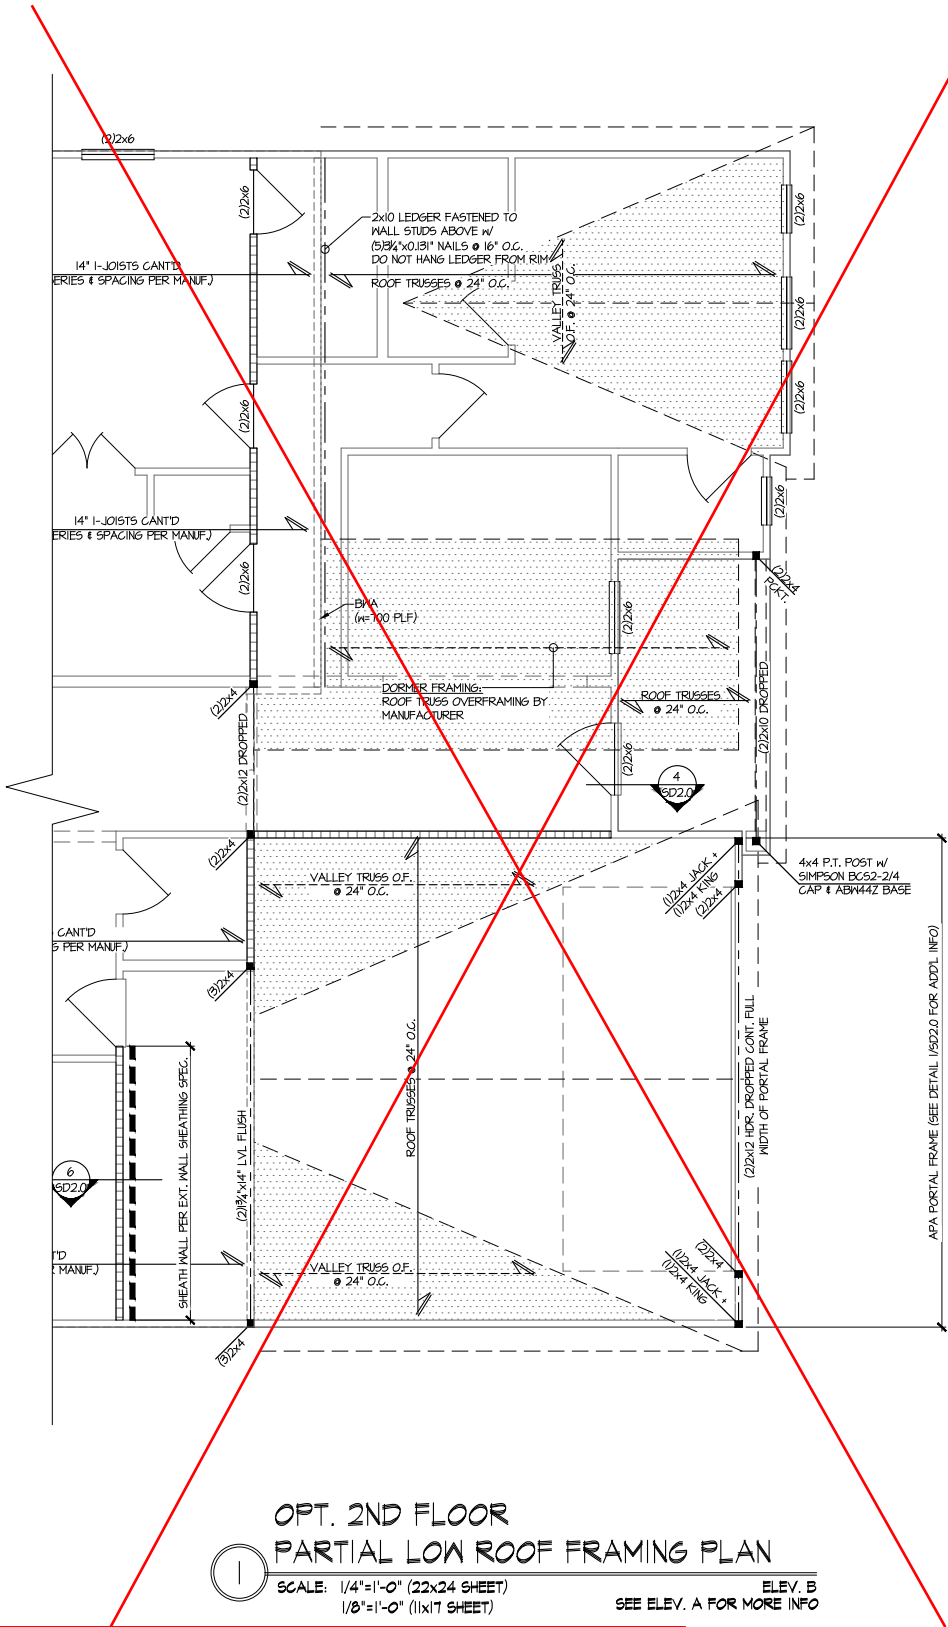 (2)2x6
(2)2x6
(2)2x6
2x10 LEDGER FASTENED TO
WALL STUDS ABOVE w/
(5)3¼"x0.131" NAILS @ 16" O.C.
DO NOT HANG LEDGER FROM RIM
ROOF TRUSSES @ 24" O.C.
14" I-JOISTS CANT'D
ERIES & SPACING PER MANUF.)
VALLEY TRUSS
O.F. @ 24" O.C.
(2)2x6
(2)2x6
(2)2x6
(2)2x6
14" I-JOISTS CANT'D
ERIES & SPACING PER MANUF.)
(2)2x6
(2)2x4
PCKT.
BWA
(w=700 PLF)
(2)2x6
DORMER FRAMING:
ROOF TRUSS OVERFRAMING BY
MANUFACTURER
ROOF TRUSSES
@ 24" O.C.
(2)2x10 DROPPED
(2)2x4
(2)2x12 DROPPED
(2)2x6
4
SD2.0
(2)2x4
VALLEY TRUSS O.F.
@ 24" O.C.
(1)2x4 JACK +
(1)2x4 KING
(2)2x4
4x4 P.T. POST w/
SIMPSON BCS2-2/4
CAP & ABW44Z BASE
CANT'D
S PER MANUF.)
(3)2x4
ROOF TRUSSES @ 24" O.C.
(2)2x12 HDR. DROPPED CONT. FULL
WIDTH OF PORTAL FRAME
APA PORTAL FRAME (SEE DETAIL 1/SD2.0 FOR ADD'L INFO)
SHEATH WALL PER EXT. WALL SHEATHING SPEC.
(2)1¾"x14" LVL FLUSH
6
SD2.0
T'D
MANUF.)
VALLEY TRUSS O.F.
@ 24" O.C.
(2)2x4
(1)2x4 JACK +
(1)2x4 KING
(3)2x4
OPT. 2ND FLOOR
PARTIAL LOW ROOF FRAMING PLAN
1
SCALE: 1/4"=1'-0" (22x24 SHEET)
1/8"=1'-0" (11x17 SHEET)
ELEV. B
SEE ELEV. A FOR MORE INFO